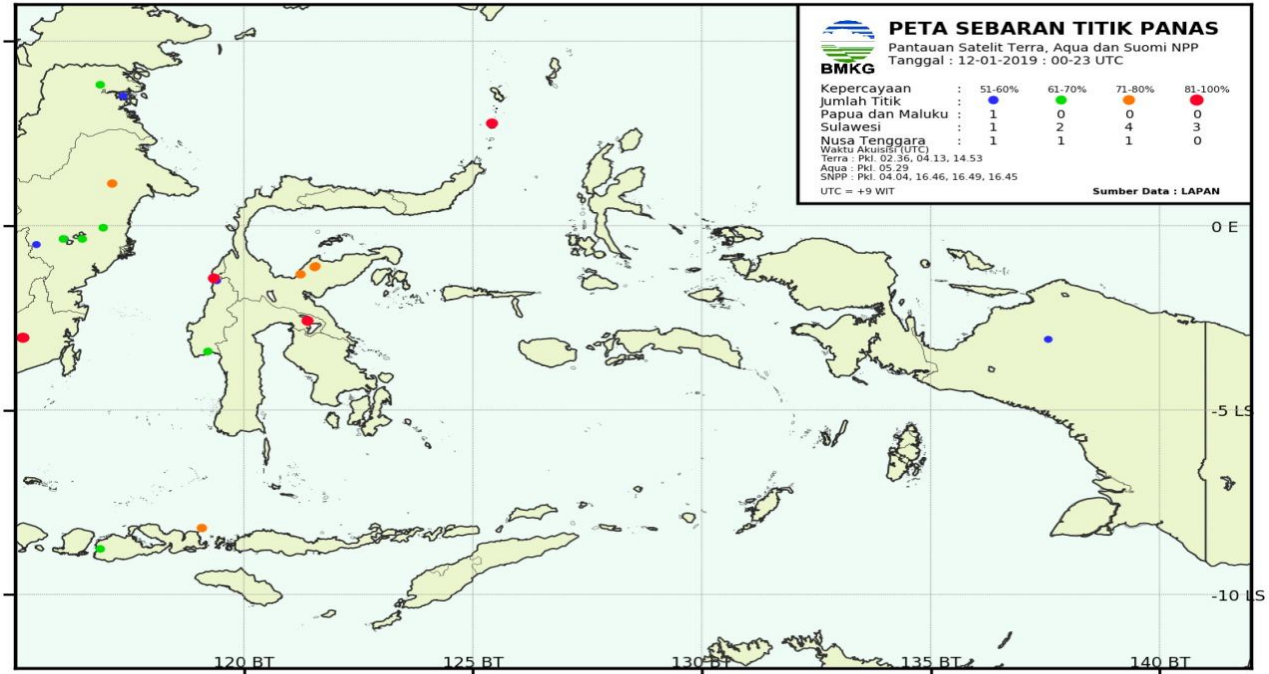 PETA SEBARAN TITIK PANAS
Pantauan Satelit Terra, Aqua dan Suomi NPP
Tanggal : 12-01-2019 : 00-23 UTC
BMKG
Kepercayaan : 51-60% 61-70% 71-80% 81-100%
Jumlah Titik :
Papua dan Maluku : 1 0 0 0
Sulawesi : 1 2 4 3
Nusa Tenggara : 1 1 1 0
Waktu Akuisisi (UTC)
Terra : Pkl. 02.36, 04.13, 14.53
Aqua : Pkl. 05.29
SNPP : Pkl. 04.04, 16.46, 16.49, 16.45
UTC = +9 WIT Sumber Data : LAPAN
0 E
-5 LS
-10 LS
120 BT 125 BT 130 BT 135 BT 140 BT